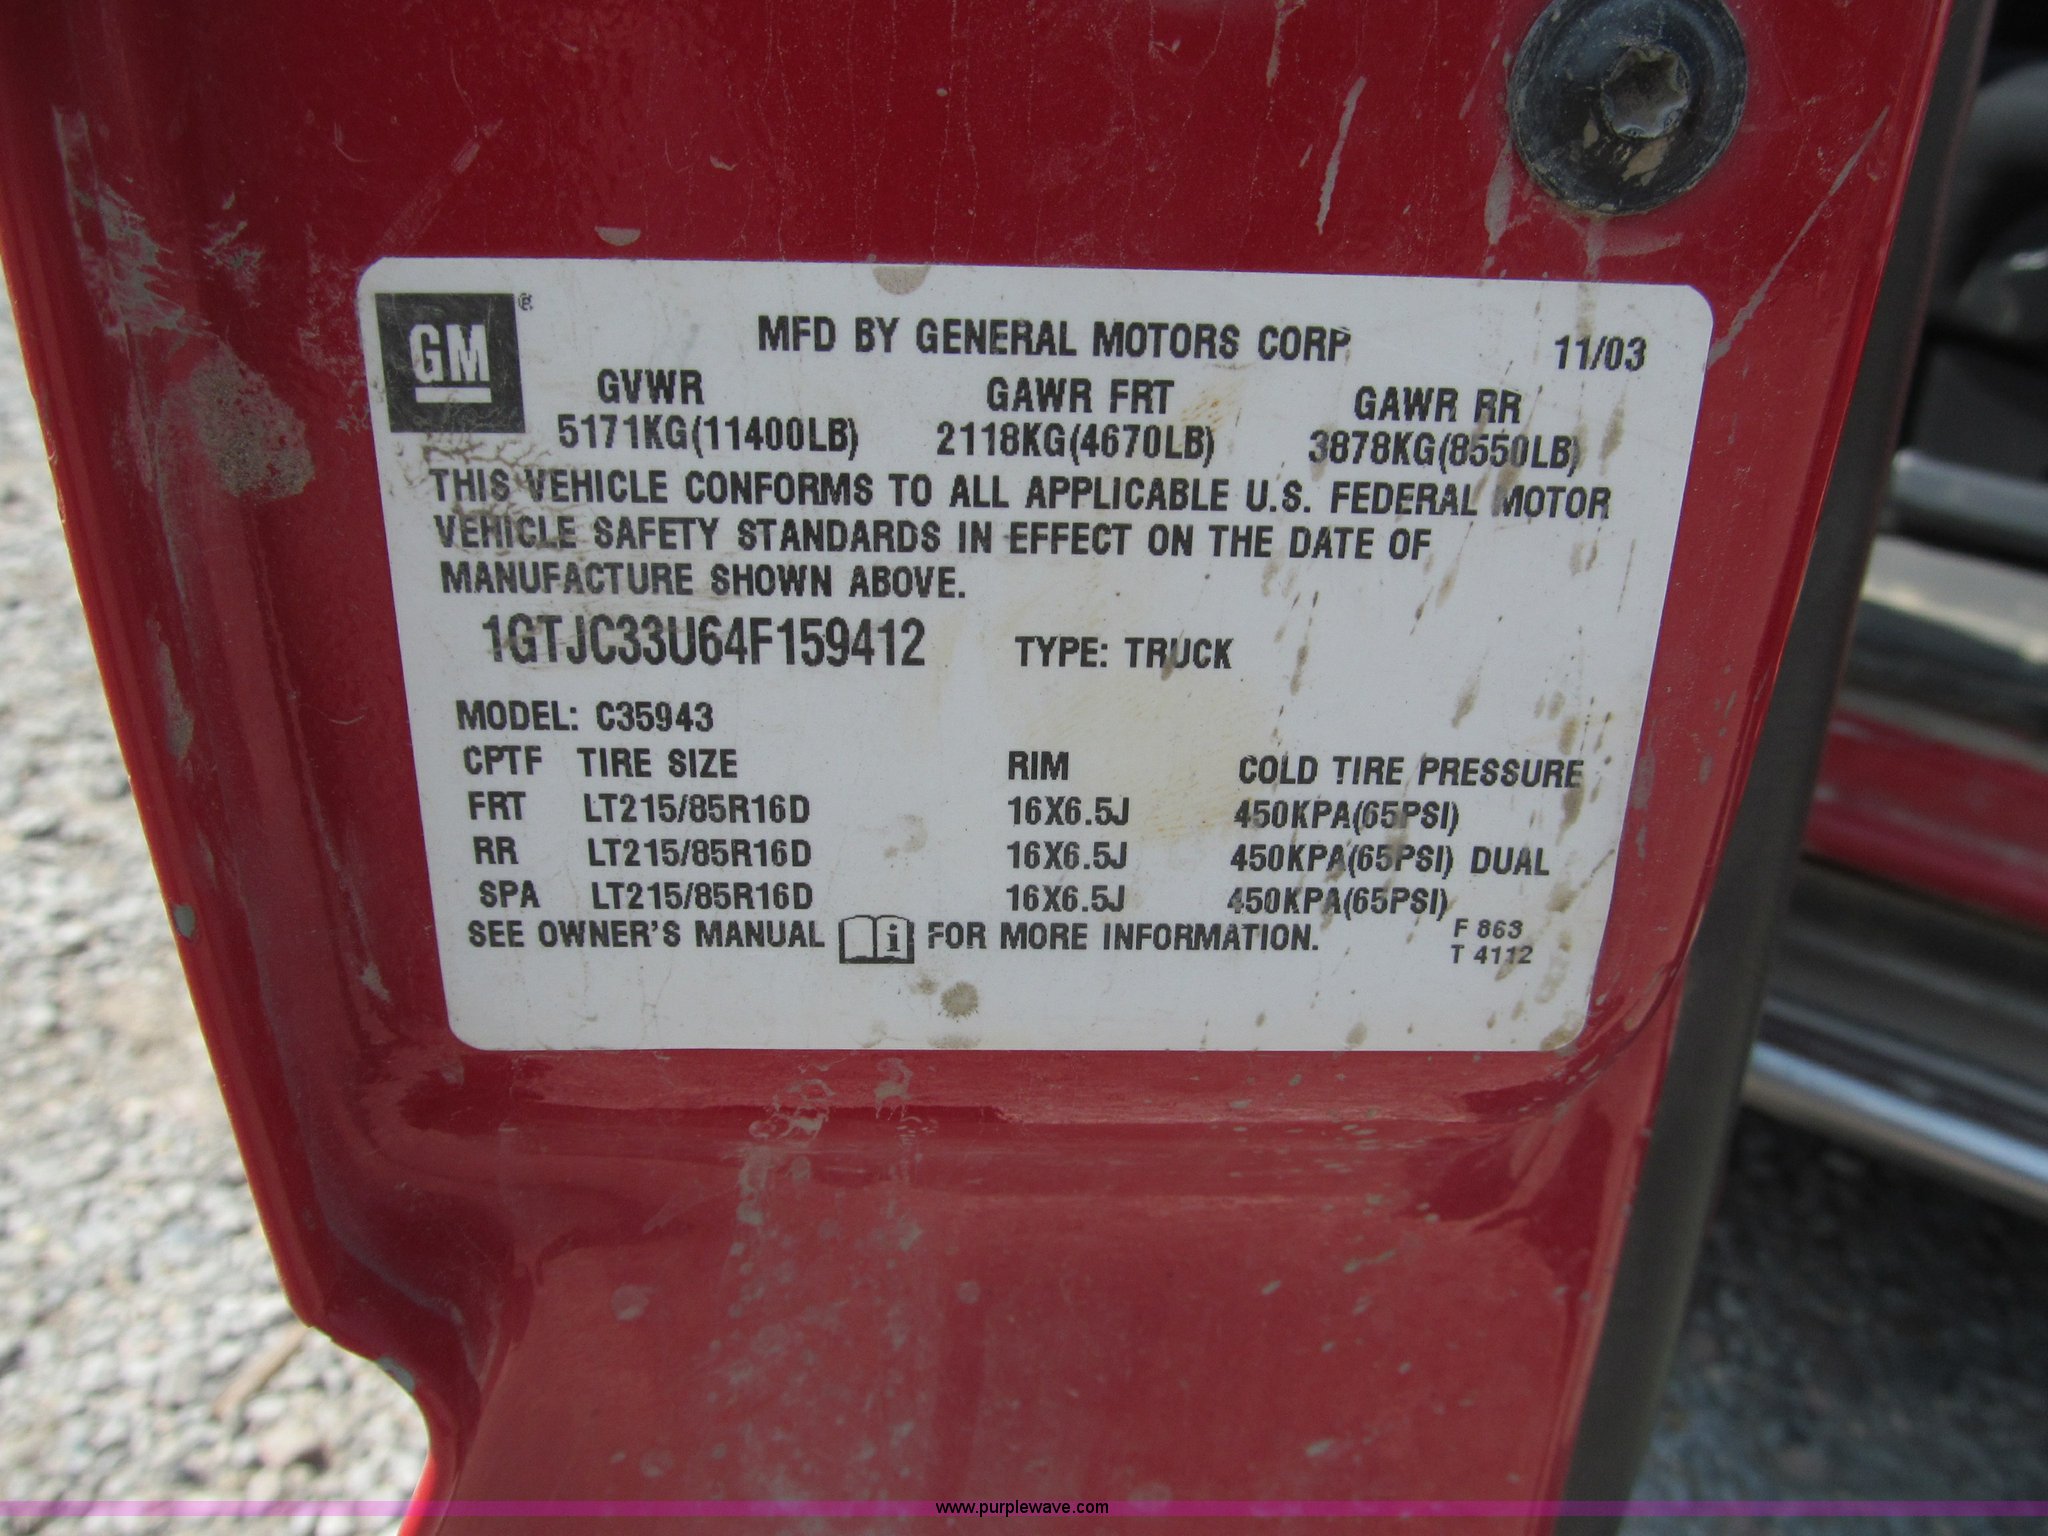 GM ®
MFD BY GENERAL MOTORS CORP 11/03
GVWR GAWR FRT GAWR RR
5171KG(11400LB) 2118KG(4670LB) 3878KG(8550LB)
THIS VEHICLE CONFORMS TO ALL APPLICABLE U.S. FEDERAL MOTOR
VEHICLE SAFETY STANDARDS IN EFFECT ON THE DATE OF
MANUFACTURE SHOWN ABOVE.
1GTJC33U64F159412 TYPE: TRUCK
MODEL: C35943
CPTF TIRE SIZE RIM COLD TIRE PRESSURE
FRT LT215/85R16D 16X6.5J 450KPA(65PSI)
RR LT215/85R16D 16X6.5J 450KPA(65PSI) DUAL
SPA LT215/85R16D 16X6.5J 450KPA(65PSI)
SEE OWNER'S MANUAL i FOR MORE INFORMATION. F 863
T 4112
www.purplewave.com